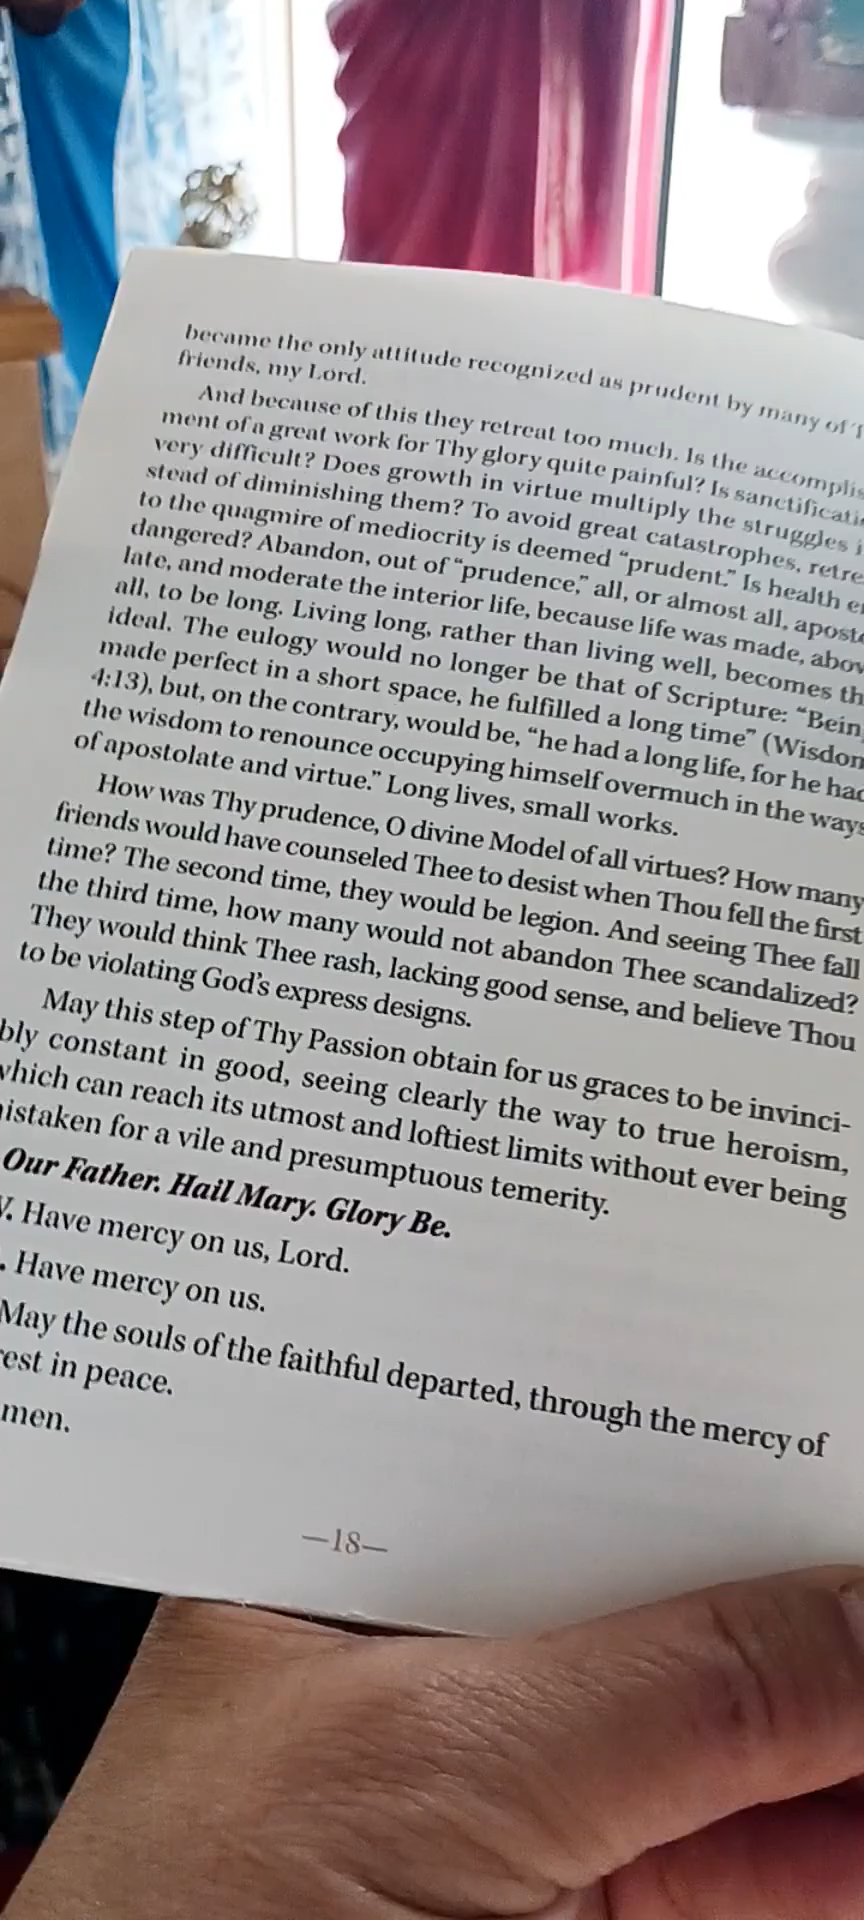 became the only attitude recognized as prudent by many of T
friends, my Lord.
And because of this they retreat too much. Is the accomplis
ment of a great work for Thy glory quite painful? Is sanctificatio
very difficult? Does growth in virtue multiply the struggles i
stead of diminishing them? To avoid great catastrophes, retre
to the quagmire of mediocrity is deemed “prudent.” Is health e
dangered? Abandon, out of “prudence,” all, or almost all, aposto
late, and moderate the interior life, because life was made, abov
all, to be long. Living long, rather than living well, becomes th
ideal. The eulogy would no longer be that of Scripture: “Bein
made perfect in a short space, he fulfilled a long time” (Wisdom
4:13), but, on the contrary, would be, “he had a long life, for he had
the wisdom to renounce occupying himself overmuch in the ways
of apostolate and virtue.” Long lives, small works.
How was Thy prudence, O divine Model of all virtues? How many
friends would have counseled Thee to desist when Thou fell the first
time? The second time, they would be legion. And seeing Thee fall
the third time, how many would not abandon Thee scandalized?
They would think Thee rash, lacking good sense, and believe Thou
to be violating God’s express designs.
May this step of Thy Passion obtain for us graces to be invinci-
bly constant in good, seeing clearly the way to true heroism,
which can reach its utmost and loftiest limits without ever being
istaken for a vile and presumptuous temerity.
Our Father. Hail Mary. Glory Be.
V. Have mercy on us, Lord.
. Have mercy on us.
May the souls of the faithful departed, through the mercy of
est in peace.
men.
—18—